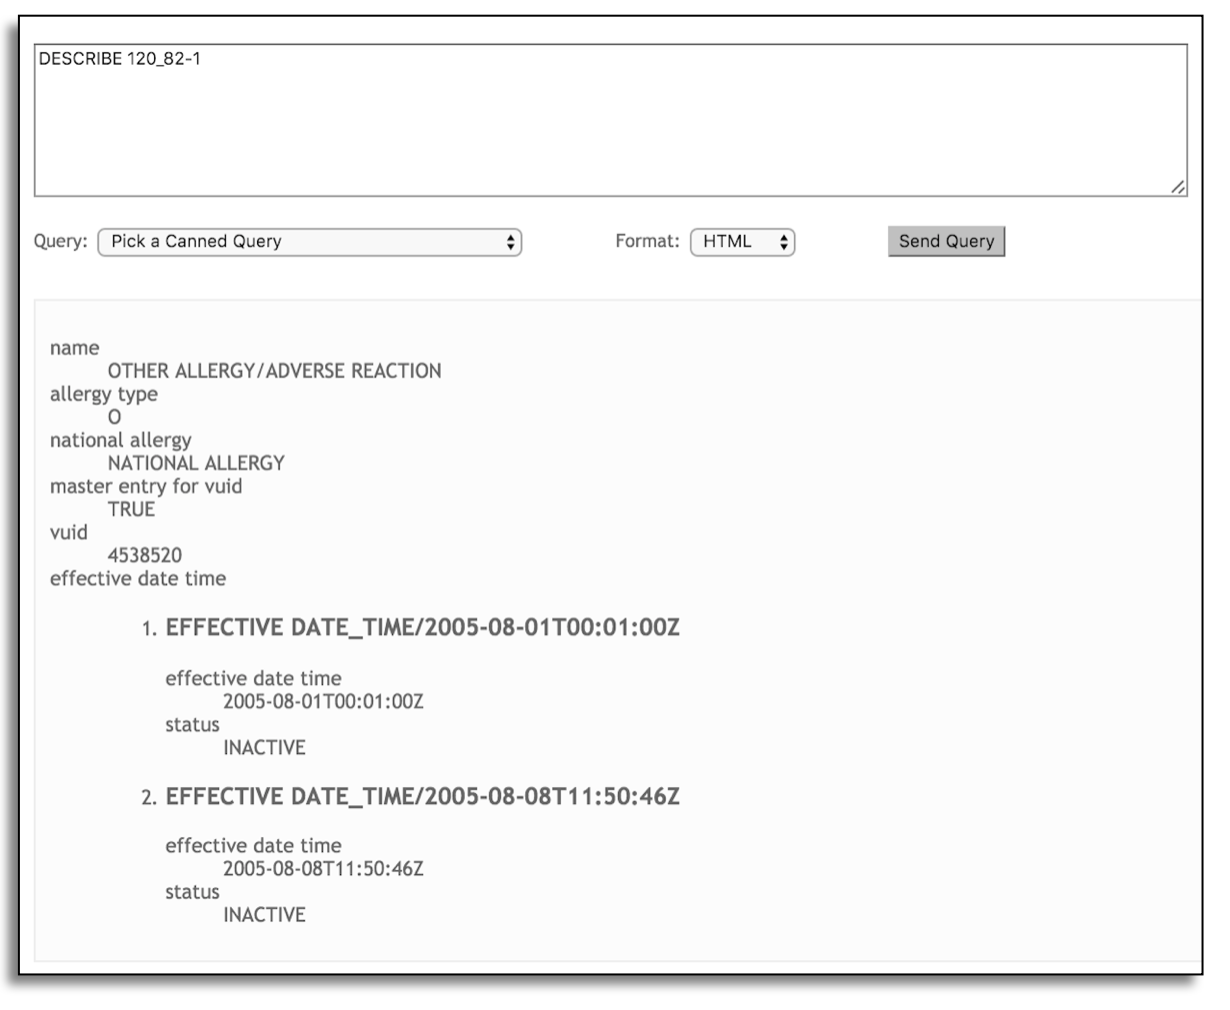 DESCRIBE 120_82-1
Query: Pick a Canned Query Format: HTML Send Query
name
OTHER ALLERGY/ADVERSE REACTION
allergy type
O
national allergy
NATIONAL ALLERGY
master entry for vuid
TRUE
vuid
4538520
effective date time
1. EFFECTIVE DATE_TIME/2005-08-01T00:01:00Z
effective date time
2005-08-01T00:01:00Z
status
INACTIVE
2. EFFECTIVE DATE_TIME/2005-08-08T11:50:46Z
effective date time
2005-08-08T11:50:46Z
status
INACTIVE